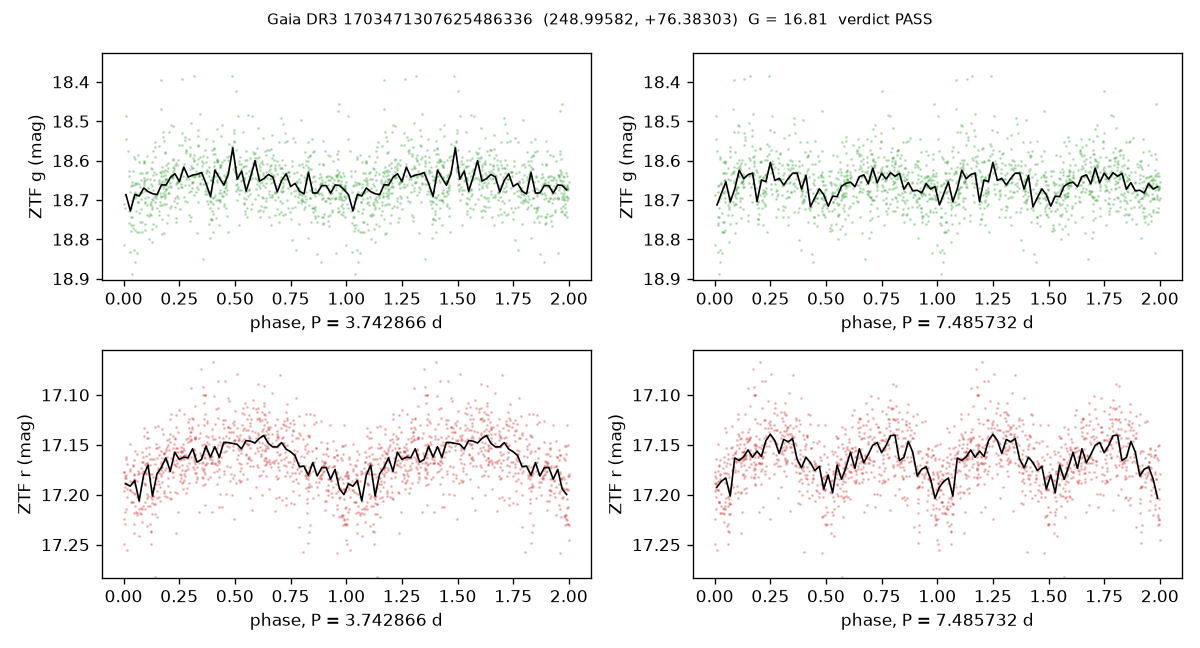 Gaia DR3 1703471307625486336 (248.99582, +76.38303) G = 16.81 verdict PASS
ZTF g (mag)
18.4
18.5
18.6
18.7
18.8
18.9
0.00 0.25 0.50 0.75 1.00 1.25 1.50 1.75 2.00
phase, P = 3.742866 d
ZTF g (mag)
18.4
18.5
18.6
18.7
18.8
18.9
0.00 0.25 0.50 0.75 1.00 1.25 1.50 1.75 2.00
phase, P = 7.485732 d
ZTF r (mag)
17.10
17.15
17.20
17.25
0.00 0.25 0.50 0.75 1.00 1.25 1.50 1.75 2.00
phase, P = 3.742866 d
ZTF r (mag)
17.10
17.15
17.20
17.25
0.00 0.25 0.50 0.75 1.00 1.25 1.50 1.75 2.00
phase, P = 7.485732 d